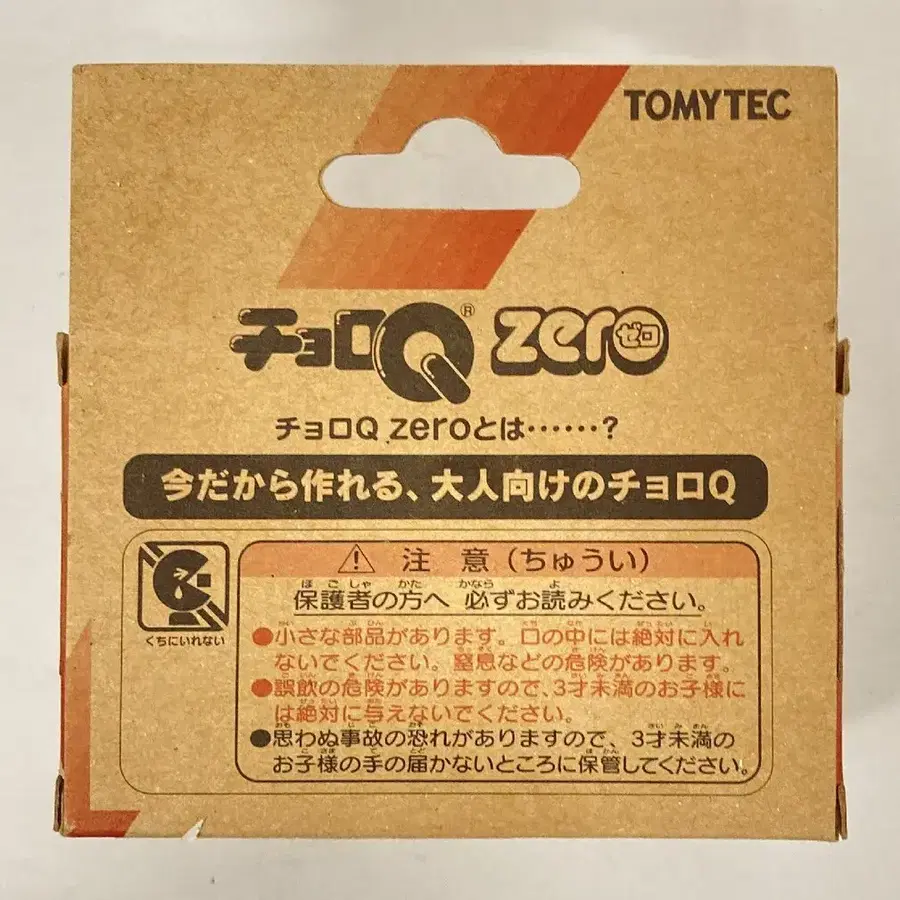 TOMYTEC
チョロQ® zero ゼロ
チョロQ zeroとは……?
今だから作れる、大人向けのチョロQ
くちにいれない
⚠ 注 意 (ちゅうい)
保護者の方へ 必ずお読みください。
●小さな部品があります。口の中には絶対に入れ
ないでください。窒息などの危険があります。
●誤飲の危険がありますので、3才未満のお子様に
は絶対に与えないでください。
●思わぬ事故の恐れがありますので、3才未満の
お子様の手の届かないところに保管してください。